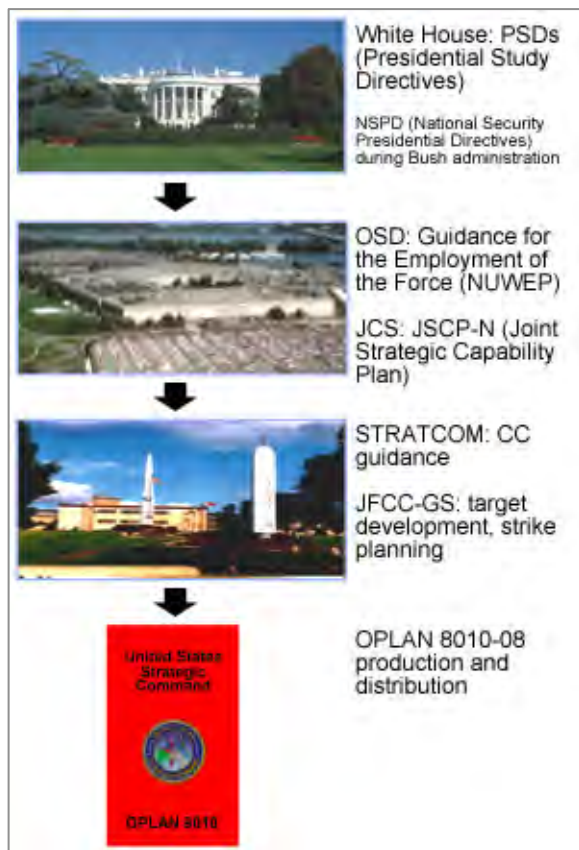 White House: PSDs
(Presidential Study
Directives)
NSPD (National Security
Presidential Directives)
during Bush administration
OSD: Guidance for
the Employment of
the Force (NUWEP)
JCS: JSCP-N (Joint
Strategic Capability
Plan)
STRATCOM: CC
guidance
JFCC-GS: target
development, strike
planning
United States
Strategic
Command
OPLAN 8010
OPLAN 8010-08
production and
distribution